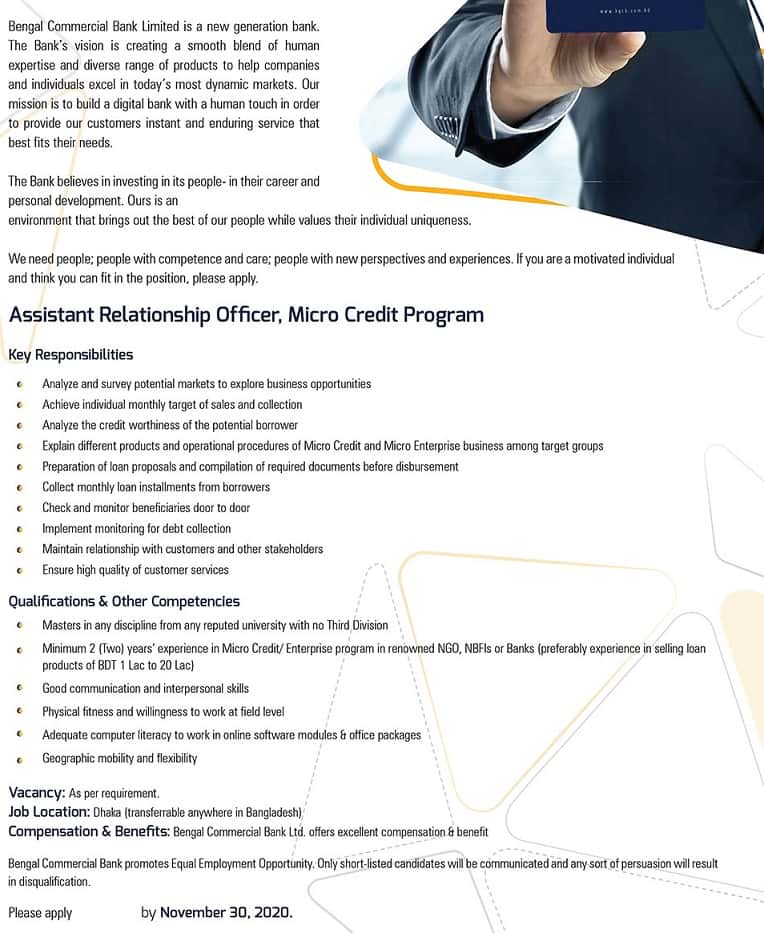 www.bgcb.com.bd
Bengal Commercial Bank Limited is a new generation bank.
The Bank's vision is creating a smooth blend of human
expertise and diverse range of products to help companies
and individuals excel in today's most dynamic markets. Our
mission is to build a digital bank with a human touch in order
to provide our customers instant and enduring service that
best fits their needs.
The Bank believes in investing in its people- in their career and
personal development. Ours is an
environment that brings out the best of our people while values their individual uniqueness.
We need people; people with competence and care; people with new perspectives and experiences. If you are a motivated individual
and think you can fit in the position, please apply.
Assistant Relationship Officer, Micro Credit Program
Key Responsibilities
Analyze and survey potential markets to explore business opportunities
Achieve individual monthly target of sales and collection
Analyze the credit worthiness of the potential borrower
Explain different products and operational procedures of Micro Credit and Micro Enterprise business among target groups
Preparation of loan proposals and compilation of required documents before disbursement
Collect monthly loan installments from borrowers
Check and monitor beneficiaries door to door
Implement monitoring for debt collection
Maintain relationship with customers and other stakeholders
Ensure high quality of customer services
Qualifications & Other Competencies
Masters in any discipline from any reputed university with no Third Division
Minimum 2 (Two) years' experience in Micro Credit/ Enterprise program in renowned NGO, NBFIs or Banks (preferably experience in selling loan
products of BDT 1 Lac to 20 Lac)
Good communication and interpersonal skills
Physical fitness and willingness to work at field level
Adequate computer literacy to work in online software modules & office packages
Geographic mobility and flexibility
Vacancy: As per requirement.
Job Location: Dhaka (transferrable anywhere in Bangladesh)
Compensation & Benefits: Bengal Commercial Bank Ltd. offers excellent compensation & benefit
Bengal Commercial Bank promotes Equal Employment Opportunity. Only short-listed candidates will be communicated and any sort of persuasion will result
in disqualification.
Please apply by November 30, 2020.